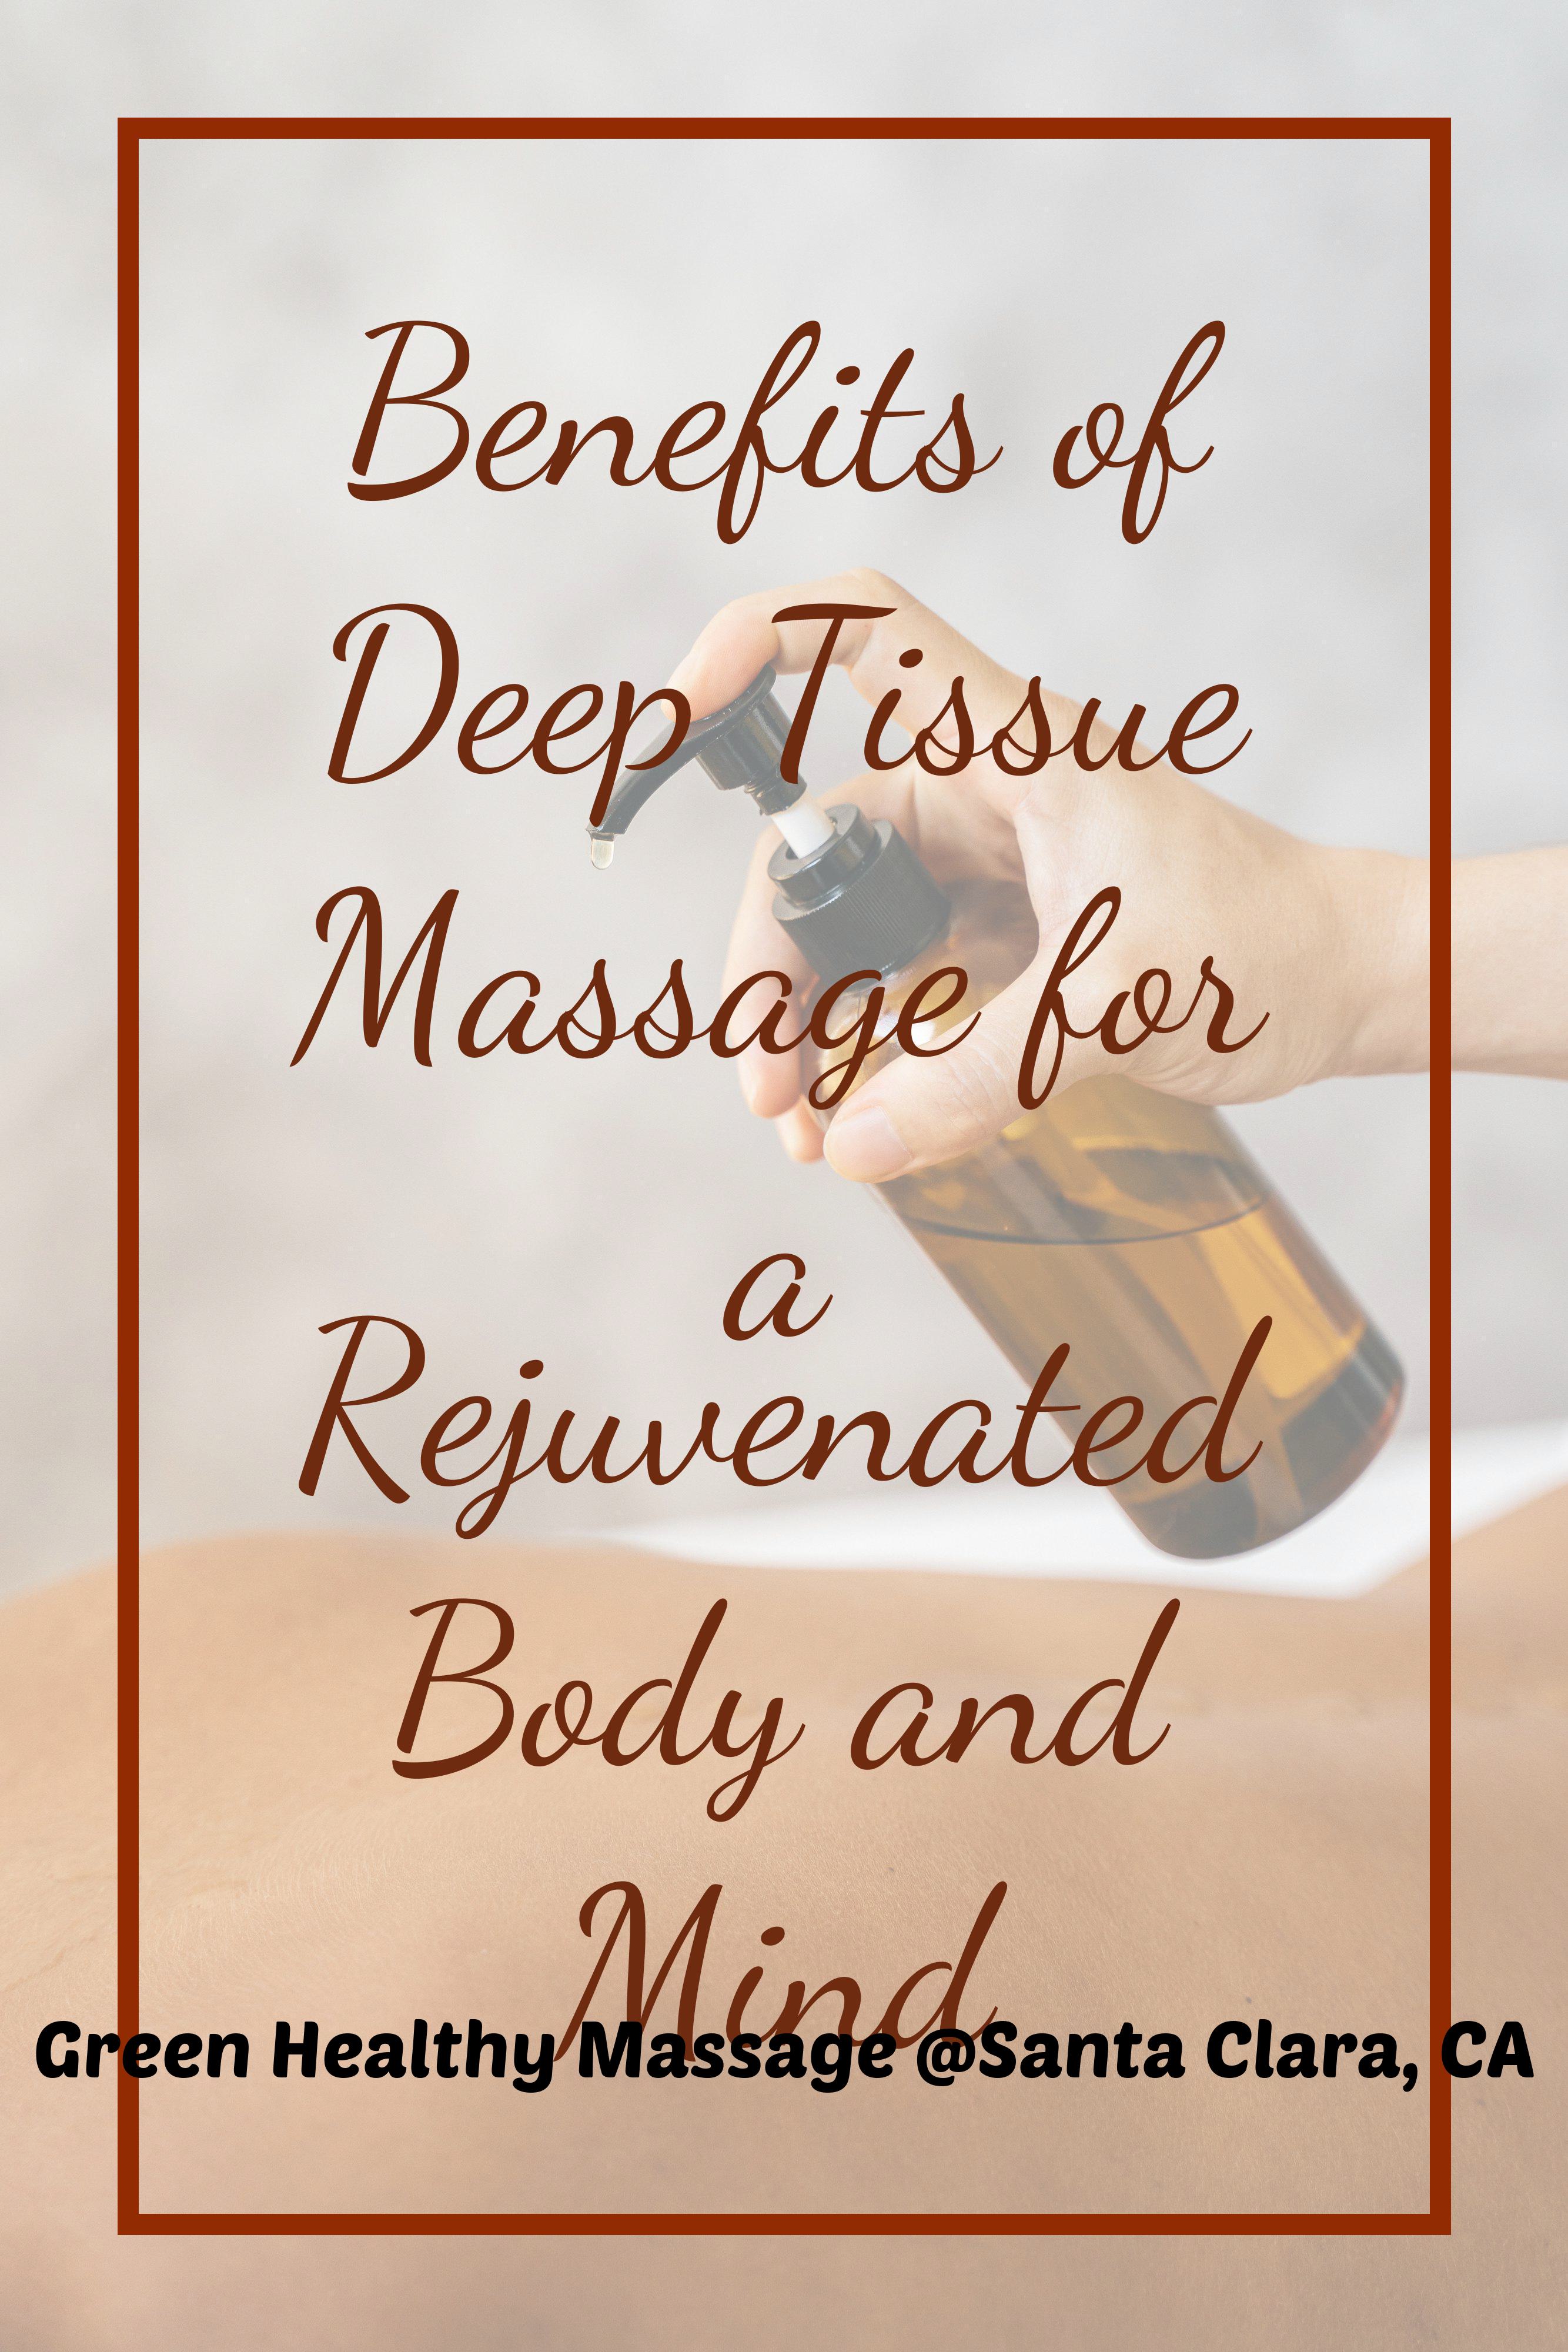 Benefits of
Deep Tissue
Massage for
a
Rejuvenated
Body and
Mind
Green Healthy Massage @Santa Clara, CA